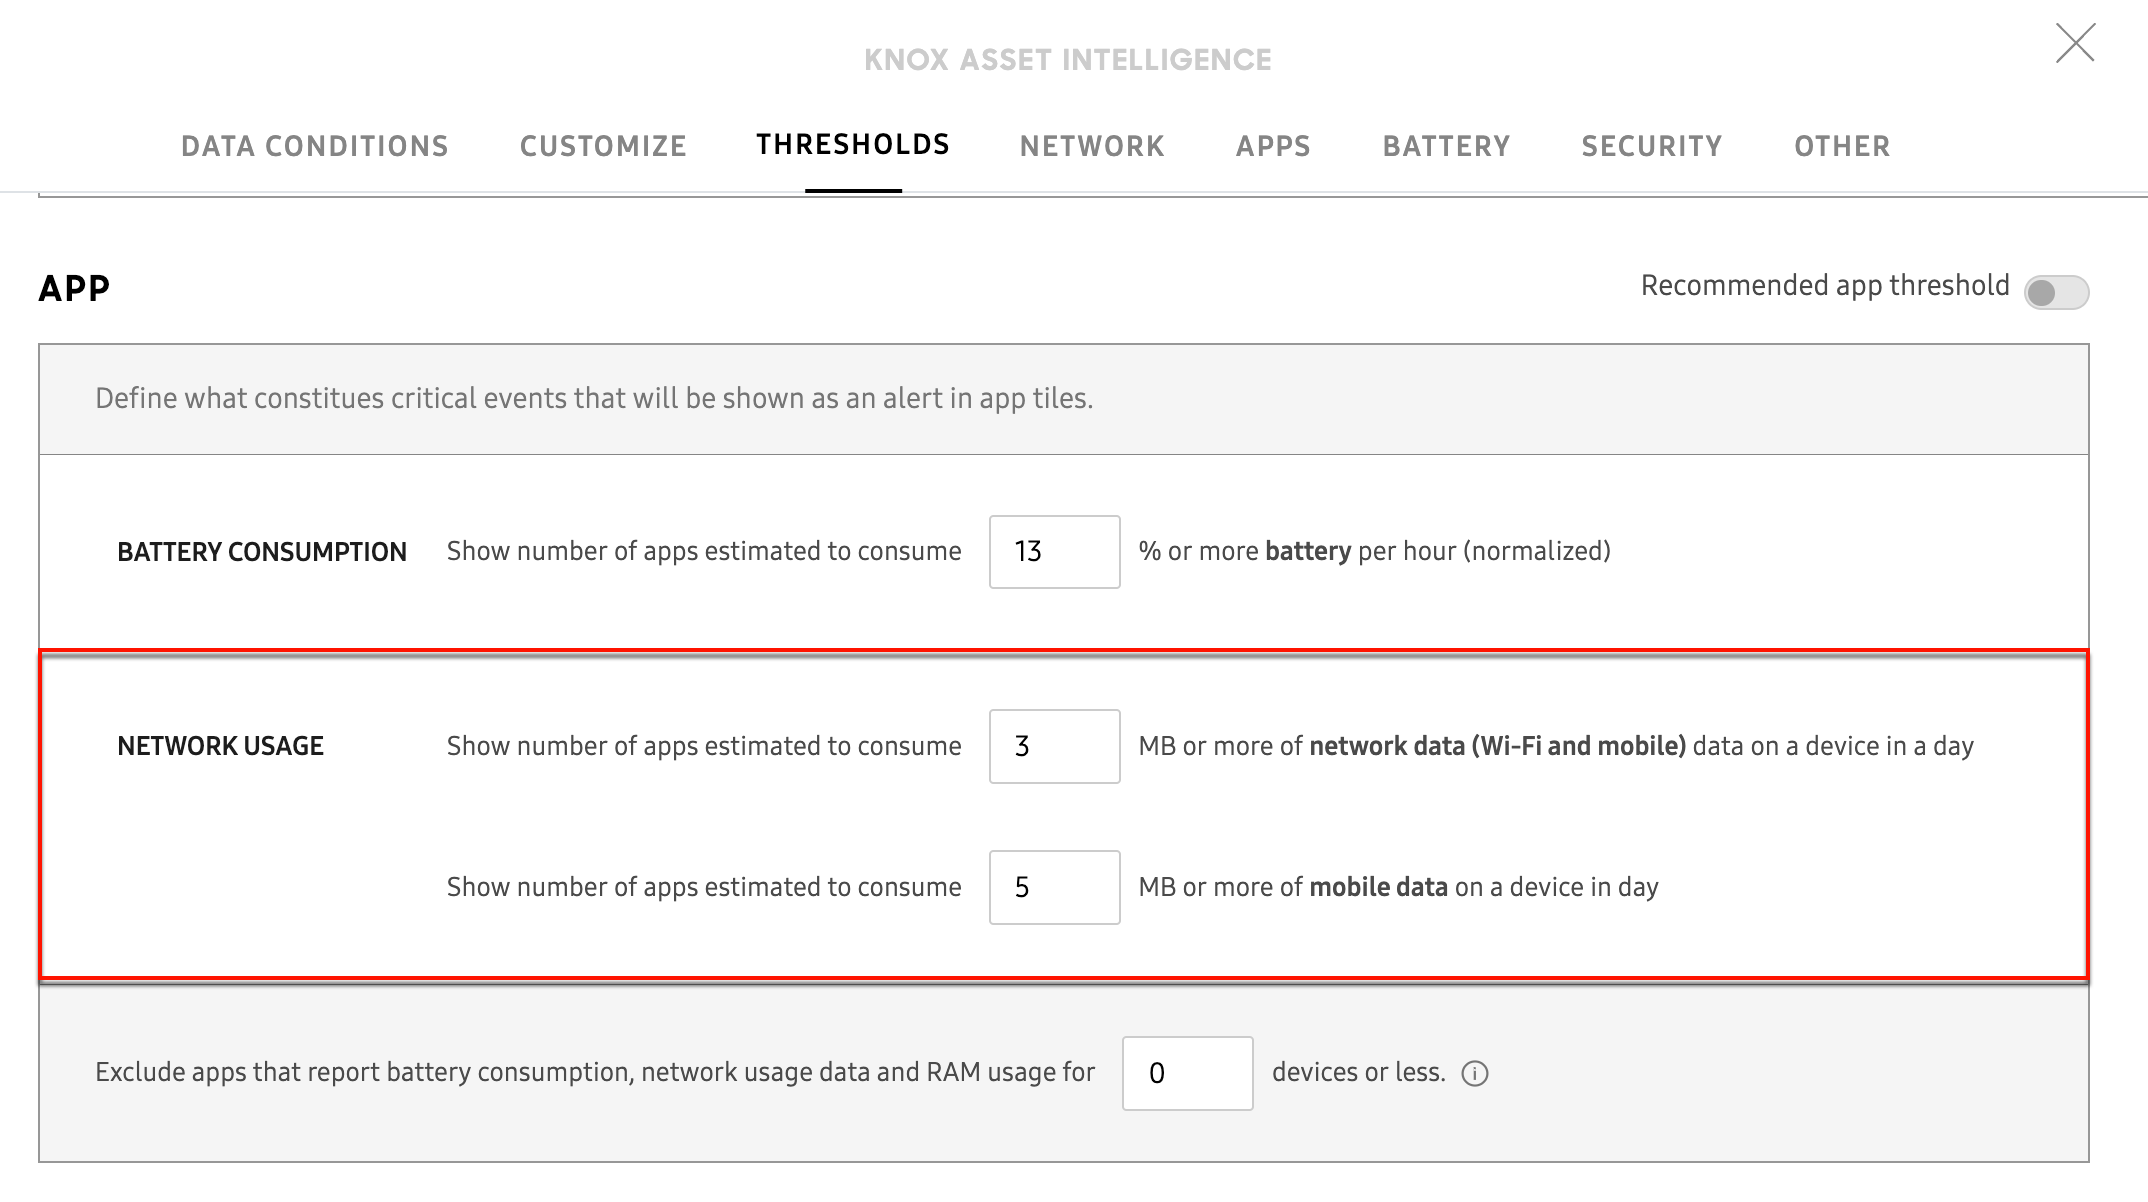 KNOX ASSET INTELLIGENCE
DATA CONDITIONS CUSTOMIZE THRESHOLDS NETWORK APPS BATTERY SECURITY OTHER
APP Recommended app threshold
Define what constitues critical events that will be shown as an alert in app tiles.
BATTERY CONSUMPTION Show number of apps estimated to consume 13 % or more battery per hour (normalized)
NETWORK USAGE Show number of apps estimated to consume 3 MB or more of network data (Wi-Fi and mobile) data on a device in a day
Show number of apps estimated to consume 5 MB or more of mobile data on a device in day
Exclude apps that report battery consumption, network usage data and RAM usage for 0 devices or less. i